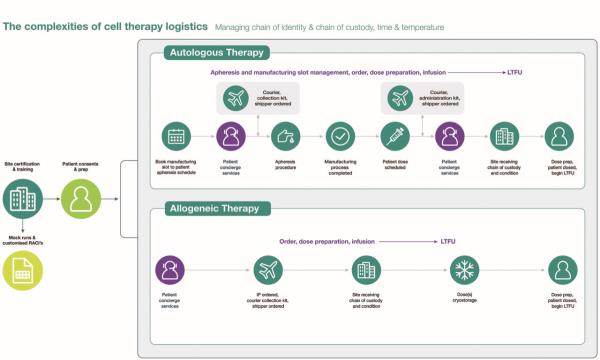 The complexities of cell therapy logistics Managing chain of identity & chain of custody, time & temperature
Autologous Therapy
Apheresis and manufacturing slot management, order, dose preparation, infusion LTFU
Courier,
collection kit,
shipper ordered
Courier,
administration kit,
shipper ordered
Book manufacturing
slot to patient
apheresis schedule
Patient
concierge
services
Apheresis
procedure
Manufacturing
process
completed
Patient dose
scheduled
Patient
concierge
services
Site receiving
chain of custody
and condition
Dose prep,
patient dosed,
begin LTFU
Site certification
& training
Patient consents
& prep
Mock runs &
customised RACI's
Allogeneic Therapy
Order, dose preparation, infusion LTFU
Patient
concierge
services
IP ordered,
courier collection kit,
shipper ordered
Site receiving
chain of custody
and condition
Dose(s)
cryostorage
Dose prep,
patient dosed,
begin LTFU